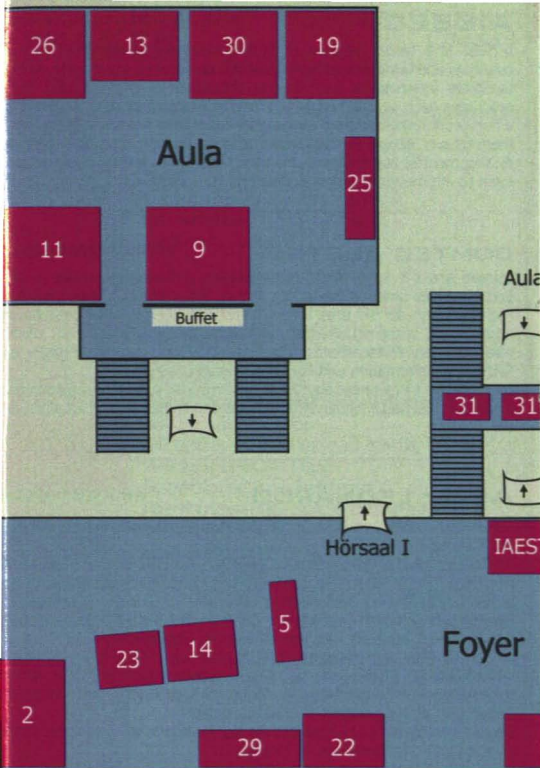 26 13 30 19
Aula
25
11 9
Buffet
Aula
31 31
Hörsaal I
IAES
Foyer
5
23 14
2
29 22